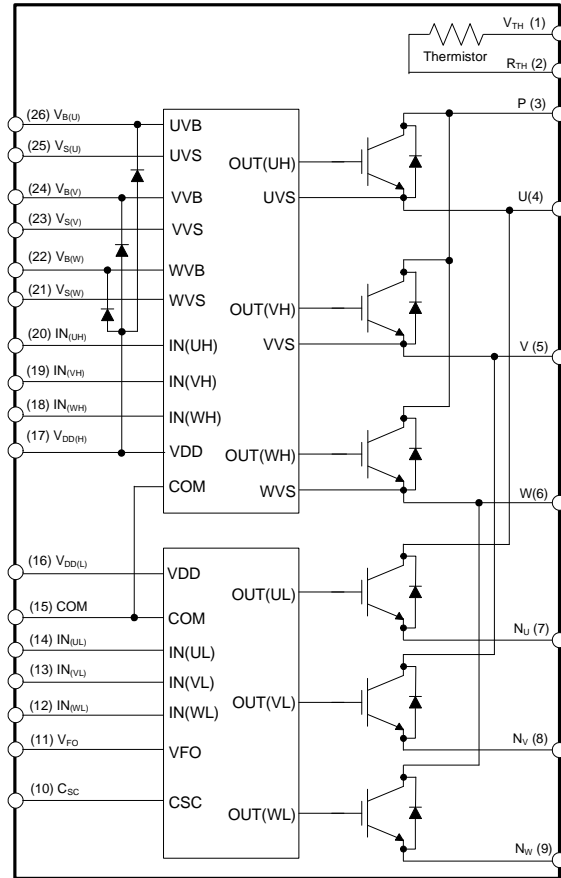 V_TH (1)
Thermistor
R_TH (2)
(26) V_B(U)
(25) V_S(U)
(24) V_B(V)
(23) V_S(V)
(22) V_B(W)
(21) V_S(W)
(20) IN_(UH)
(19) IN_(VH)
(18) IN_(WH)
(17) V_DD(H)
UVB
UVS
VVB
VVS
WVB
WVS
IN(UH)
IN(VH)
IN(WH)
VDD
COM
OUT(UH)
UVS
OUT(VH)
VVS
OUT(WH)
WVS
P (3)
U(4)
V (5)
W(6)
(16) V_DD(L)
(15) COM
(14) IN_(UL)
(13) IN_(VL)
(12) IN_(WL)
(11) V_FO
(10) C_SC
VDD
COM
IN(UL)
IN(VL)
IN(WL)
VFO
CSC
OUT(UL)
OUT(VL)
OUT(WL)
N_U (7)
N_V (8)
N_W (9)